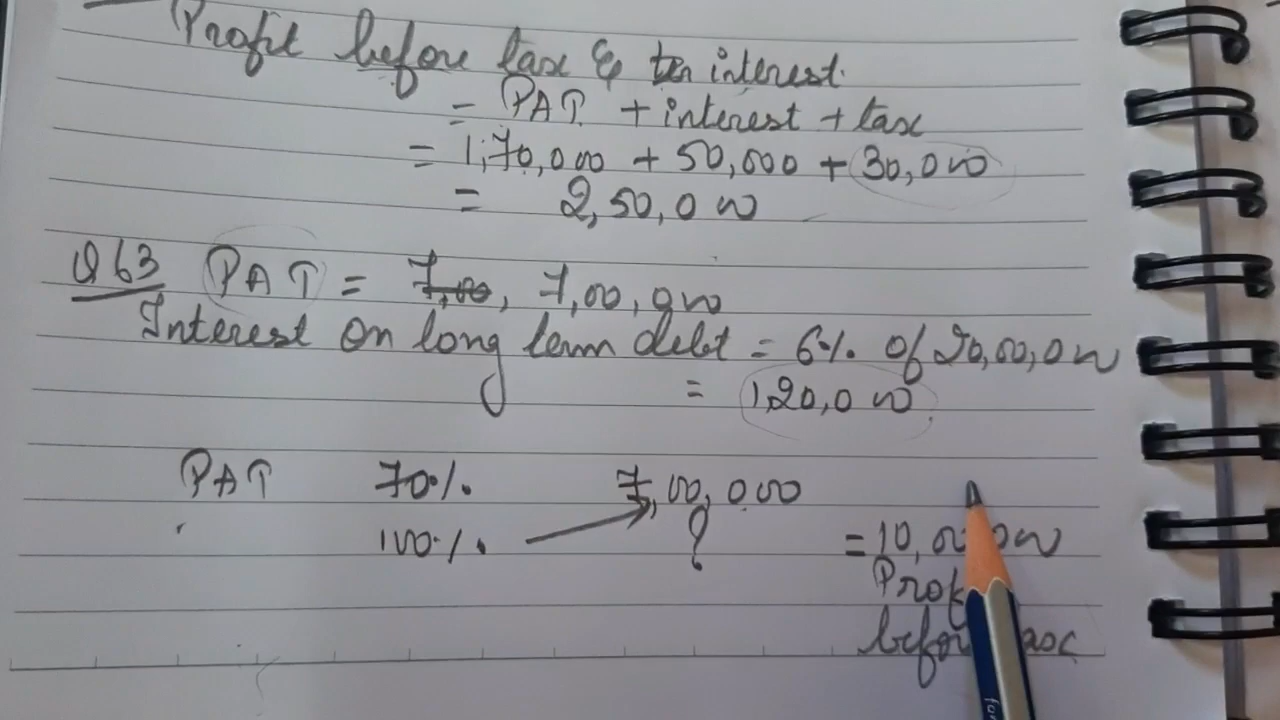 Profit before tax & interest.
= PAT + interest + tax
= 1,70,000 + 50,000 + 30,000
= 2,50,000
Q63 PAT = 7,00, 7,00,000
Interest on long term debt = 6% of 20,00,000
= 1,20,000
PAT 70% 7,00,000
100% ? = 10,00,000
before tax